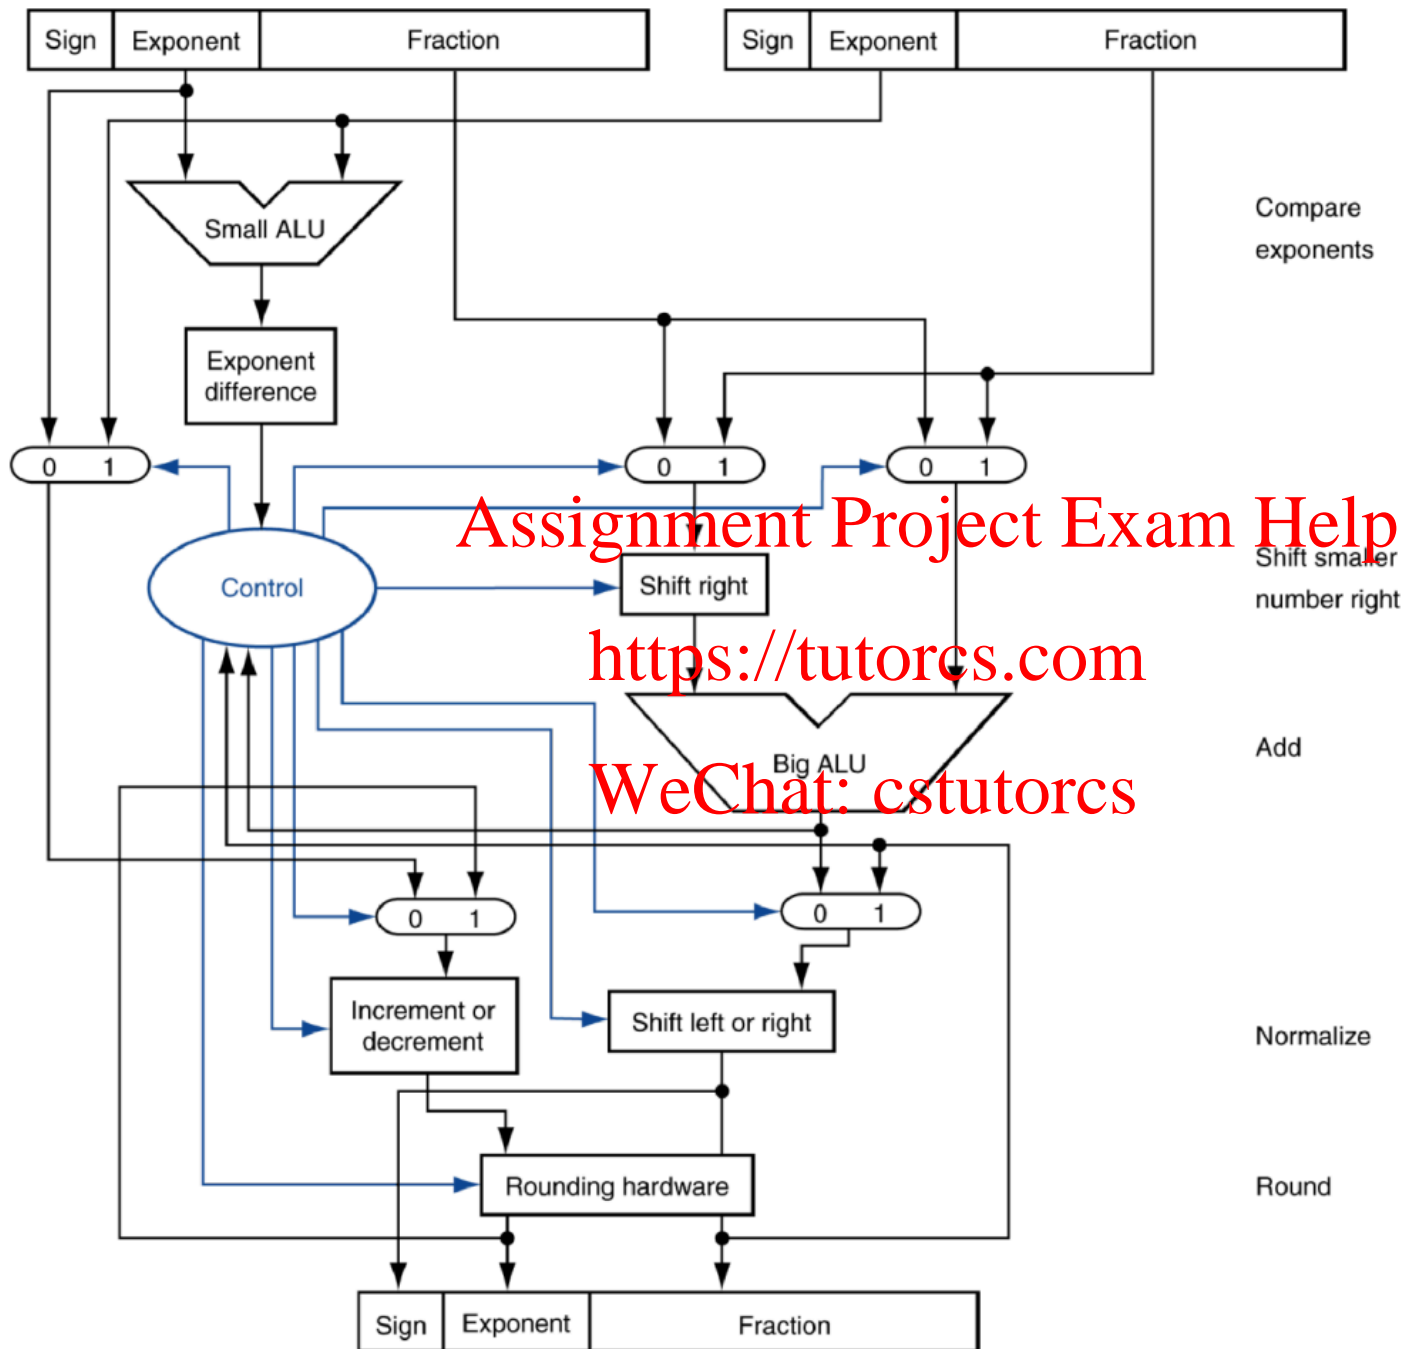 Sign Exponent Fraction Sign Exponent Fraction
Small ALU
Compare
exponents
Exponent
difference
0 1
0 1
0 1
Assignment Project Exam Help
Control
Shift right
Shift smaller
number right
https://tutorcs.com
Big ALU
Add
WeChat: cstutorcs
0 1
0 1
Increment or
decrement
Shift left or right
Normalize
Rounding hardware
Round
Sign Exponent Fraction